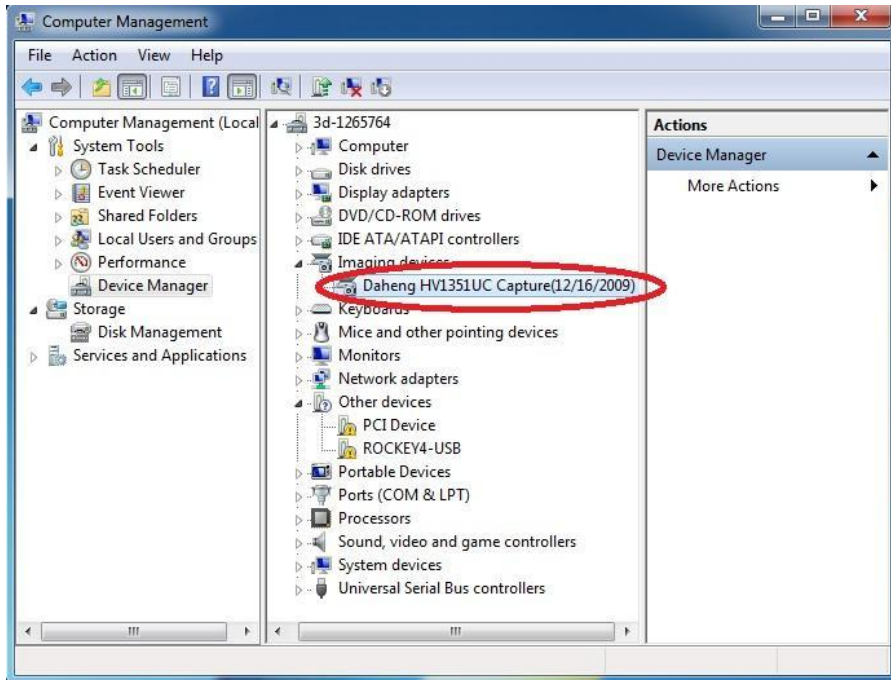 Computer Management
File Action View Help
Computer Management (Local
System Tools
Task Scheduler
Event Viewer
Shared Folders
Local Users and Groups
Performance
Device Manager
Storage
Disk Management
Services and Applications
3d-1265764
Computer
Disk drives
Display adapters
DVD/CD-ROM drives
IDE ATA/ATAPI controllers
Imaging devices
Daheng HV1351UC Capture(12/16/2009)
Keyboards
Mice and other pointing devices
Monitors
Network adapters
Other devices
PCI Device
ROCKEY4-USB
Portable Devices
Ports (COM & LPT)
Processors
Sound, video and game controllers
System devices
Universal Serial Bus controllers
Actions
Device Manager
More Actions